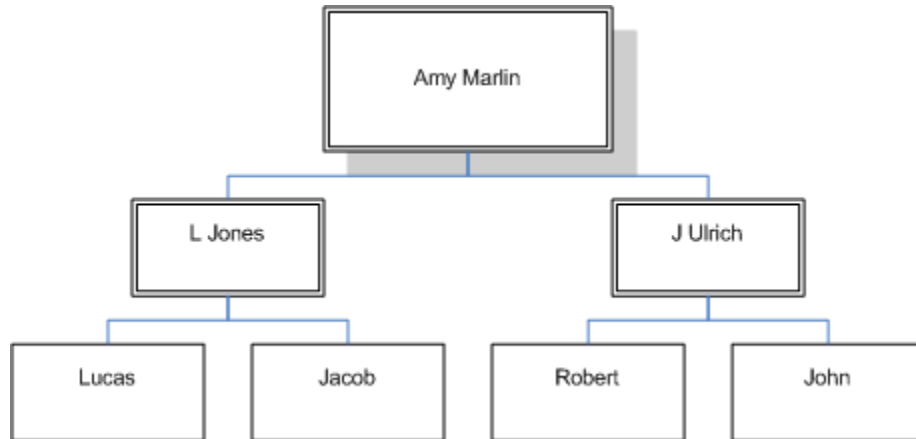 Amy Marlin
L Jones
J Ulrich
Lucas
Jacob
Robert
John